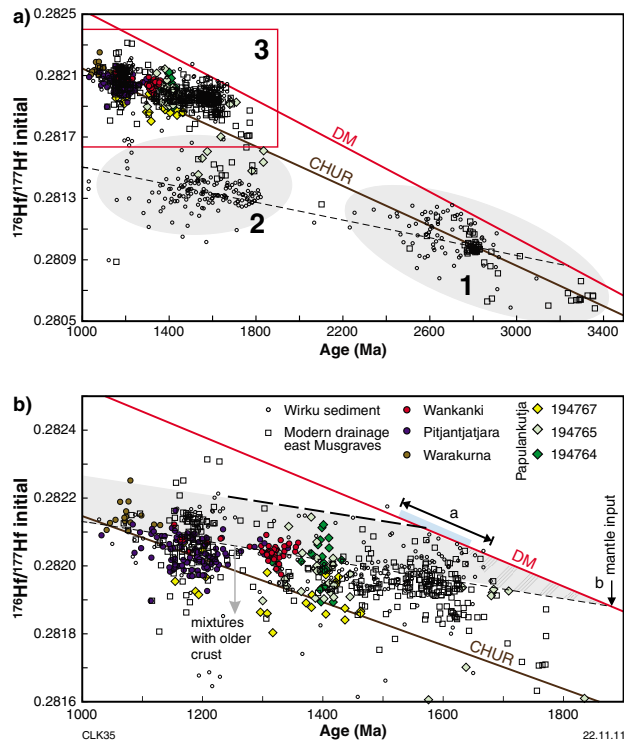 a)
0.2825
0.2821
0.2817
0.2813
0.2809
0.2805
176Hf/177Hf initial
3
DM
CHUR
2
1
1000 1400 1800 2200 2600 3000 3400
Age (Ma)
b)
0.2824
0.2822
0.2820
0.2818
0.2816
176Hf/177Hf initial
Wirku sediment
Modern drainage
east Musgraves
Wankanki
Pitjantjatjara
Warakurna
Papulankutja
194767
194765
194764
a
DM
b
mantle input
mixtures
with older
crust
CHUR
1000 1200 1400 1600 1800
Age (Ma)
CLK35
22.11.11